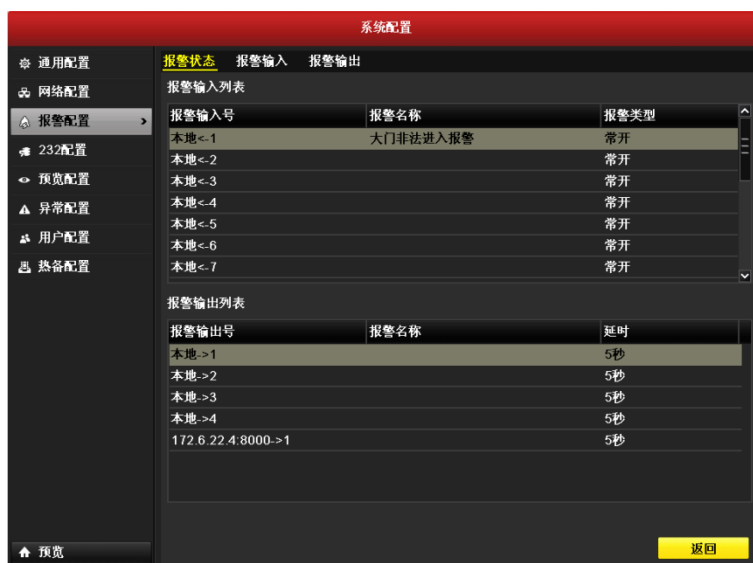 系统配置
通用配置
网络配置
报警配置
232配置
预览配置
异常配置
用户配置
热备配置
预览
报警状态 报警输入 报警输出
报警输入列表
报警输入号 报警名称 报警类型
本地<-1 大门非法进入报警 常开
本地<-2 常开
本地<-3 常开
本地<-4 常开
本地<-5 常开
本地<-6 常开
本地<-7 常开
报警输出列表
报警输出号 报警名称 延时
本地->1 5秒
本地->2 5秒
本地->3 5秒
本地->4 5秒
172.6.22.4:8000->1 5秒
返回